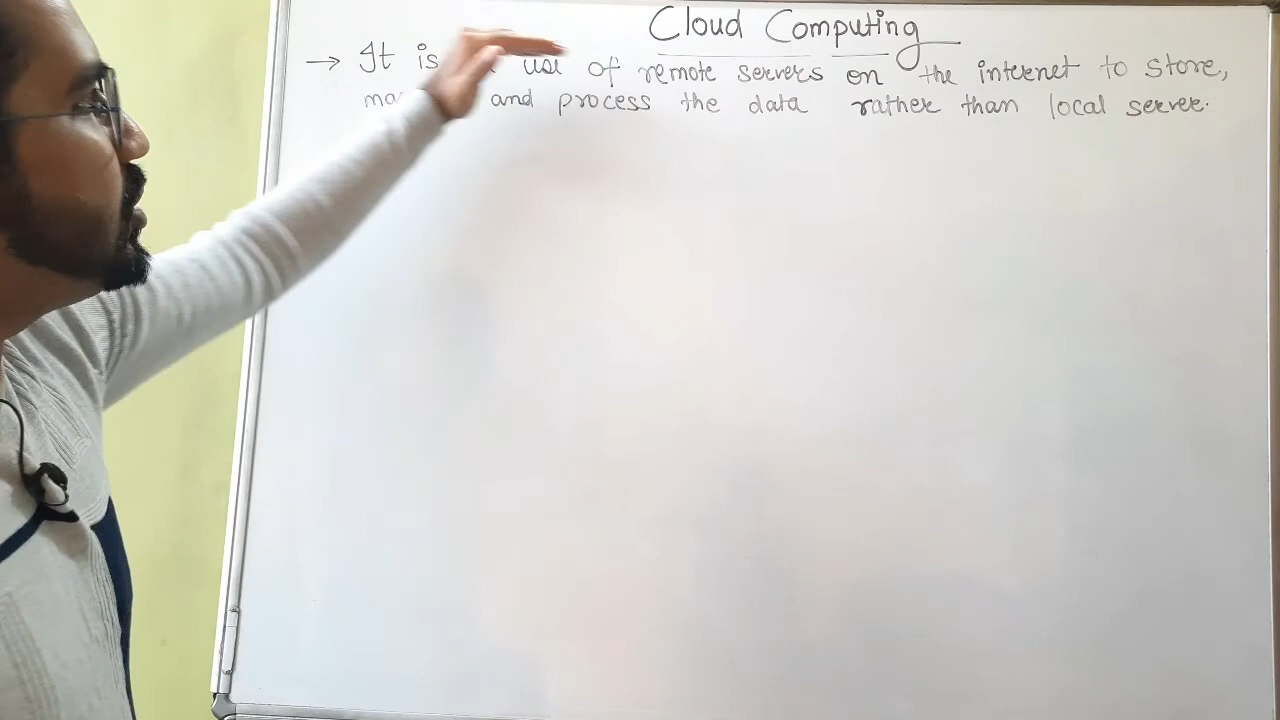 Cloud Computing
→ It is use of remote servers on the internet to store,
and process the data rather than local server.